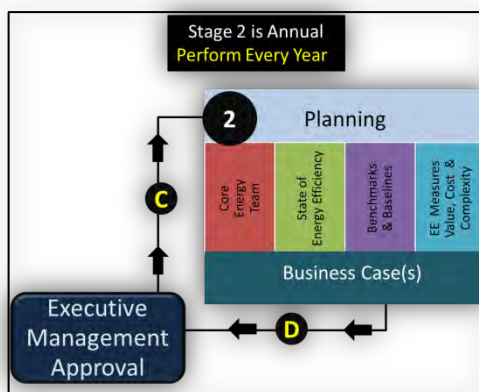 Stage 2 is Annual
Perform Every Year
2
Planning
Core
Energy
Team
State of
Energy Efficiency
Benchmarks
& Baselines
EE Measures
Value, Cost &
Complexity
Business Case(s)
C
D
Executive
Management
Approval